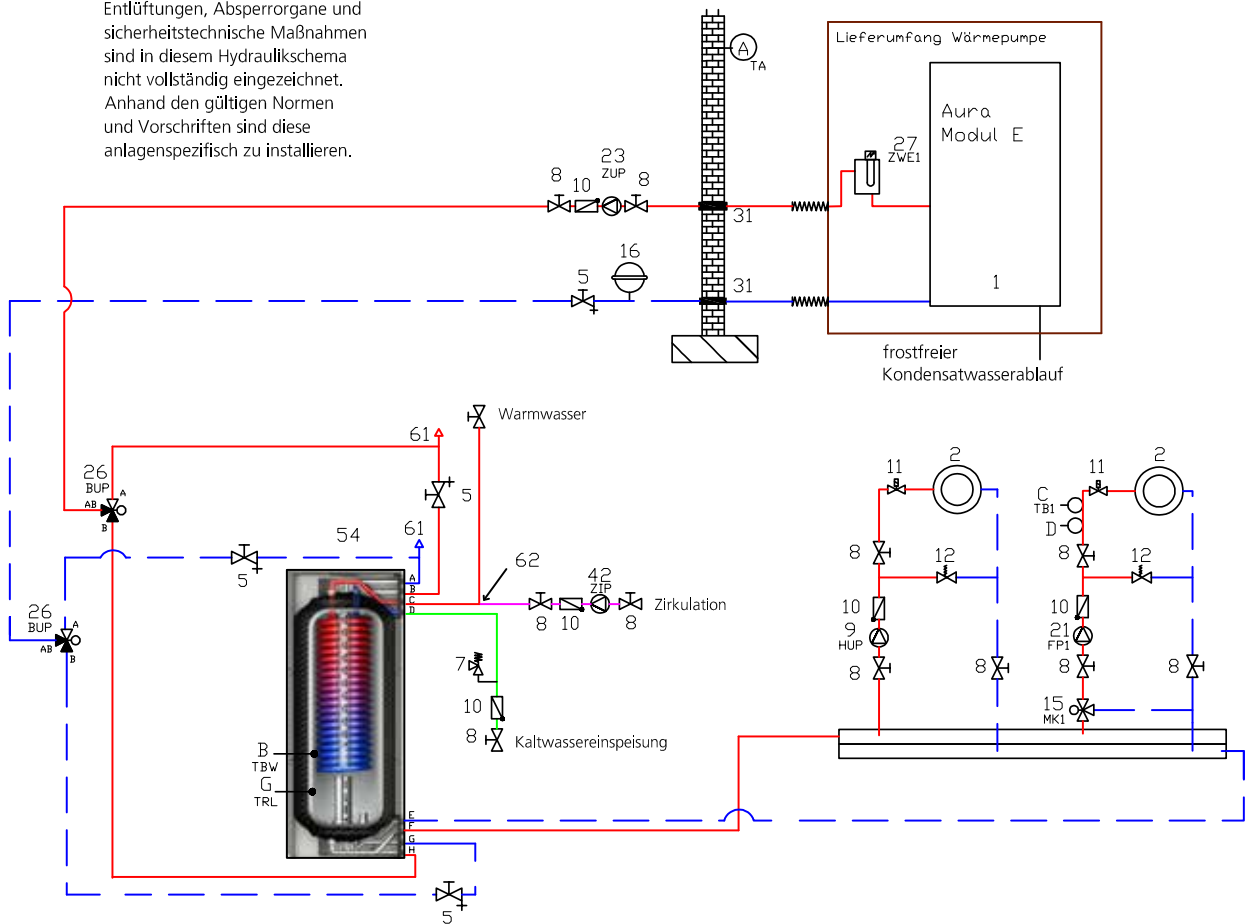 Entlüftungen, Absperrorgane und
sicherheitstechnische Maßnahmen
sind in diesem Hydraulikschema
nicht vollständig eingezeichnet.
Anhand den gültigen Normen
und Vorschriften sind diese
anlagenspezifisch zu installieren.
A
TA
Lieferumfang Wärmepumpe
Aura
Modul E
27
ZWE1
1
23
ZUP
8
10
8
31
16
5
31
frostfreier
Kondensatwasserablauf
Warmwasser
61
5
26
BUP
A
AB
B
54
61
5
62
42
ZIP
Zirkulation
8
10
8
A
B
C
D
26
BUP
A
AB
B
7
10
8
Kaltwassereinspeisung
B
TBW
G
TRL
E
F
G
H
5
11
2
11
2
C
TB1
D
8
12
8
12
10
10
9
HUP
21
FP1
8
8
8
8
15
MK1